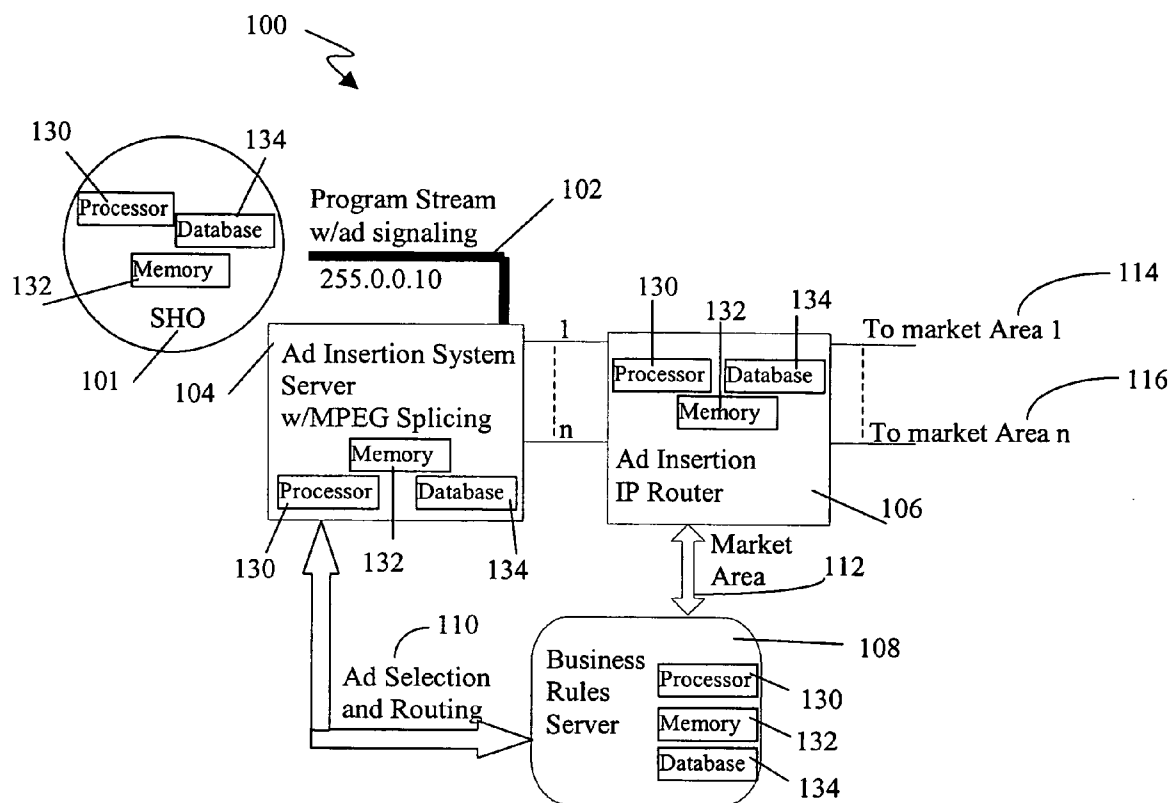 100
130
134
Processor
Database
Memory
132
SHO
101
Program Stream
w/ad signaling
102
255.0.0.10
104
Ad Insertion System
Server
w/MPEG Splicing
Memory
Processor
Database
130
132
134
1
n
130
132
134
Processor
Database
Memory
Ad Insertion
IP Router
106
To market Area 1
114
To market Area n
116
Market
Area
112
110
Ad Selection
and Routing
Business
Rules
Server
108
Processor
130
Memory
132
Database
134